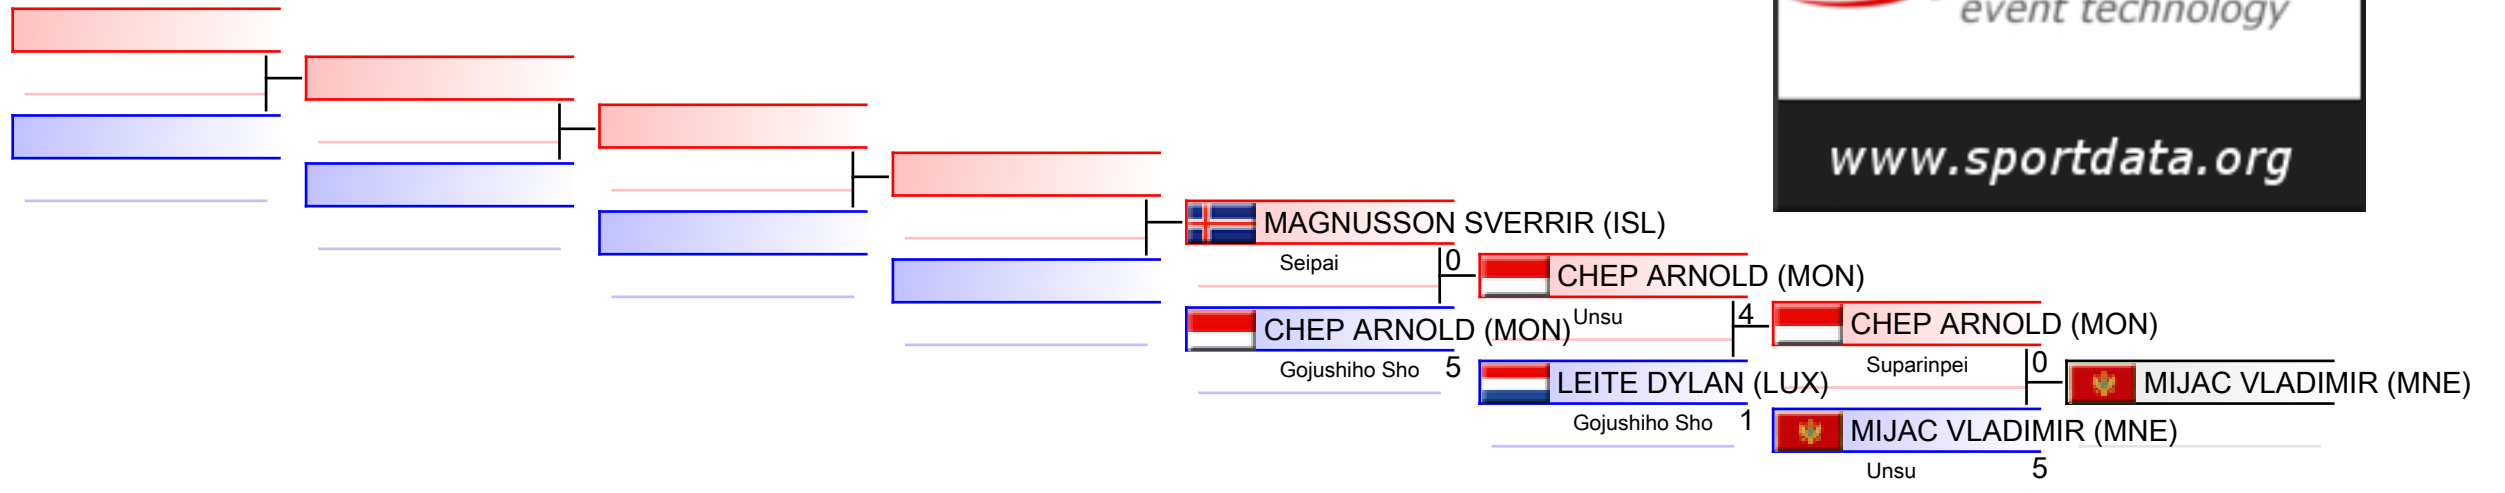 event technology
www.sportdata.org
MAGNUSSON SVERRIR (ISL)
Seipai
0
CHEP ARNOLD (MON)
Gojushiho Sho 5
CHEP ARNOLD (MON)
Unsu
4
LEITE DYLAN (LUX)
Gojushiho Sho 1
CHEP ARNOLD (MON)
Suparinpei
0
MIJAC VLADIMIR (MNE)
Unsu 5
MIJAC VLADIMIR (MNE)